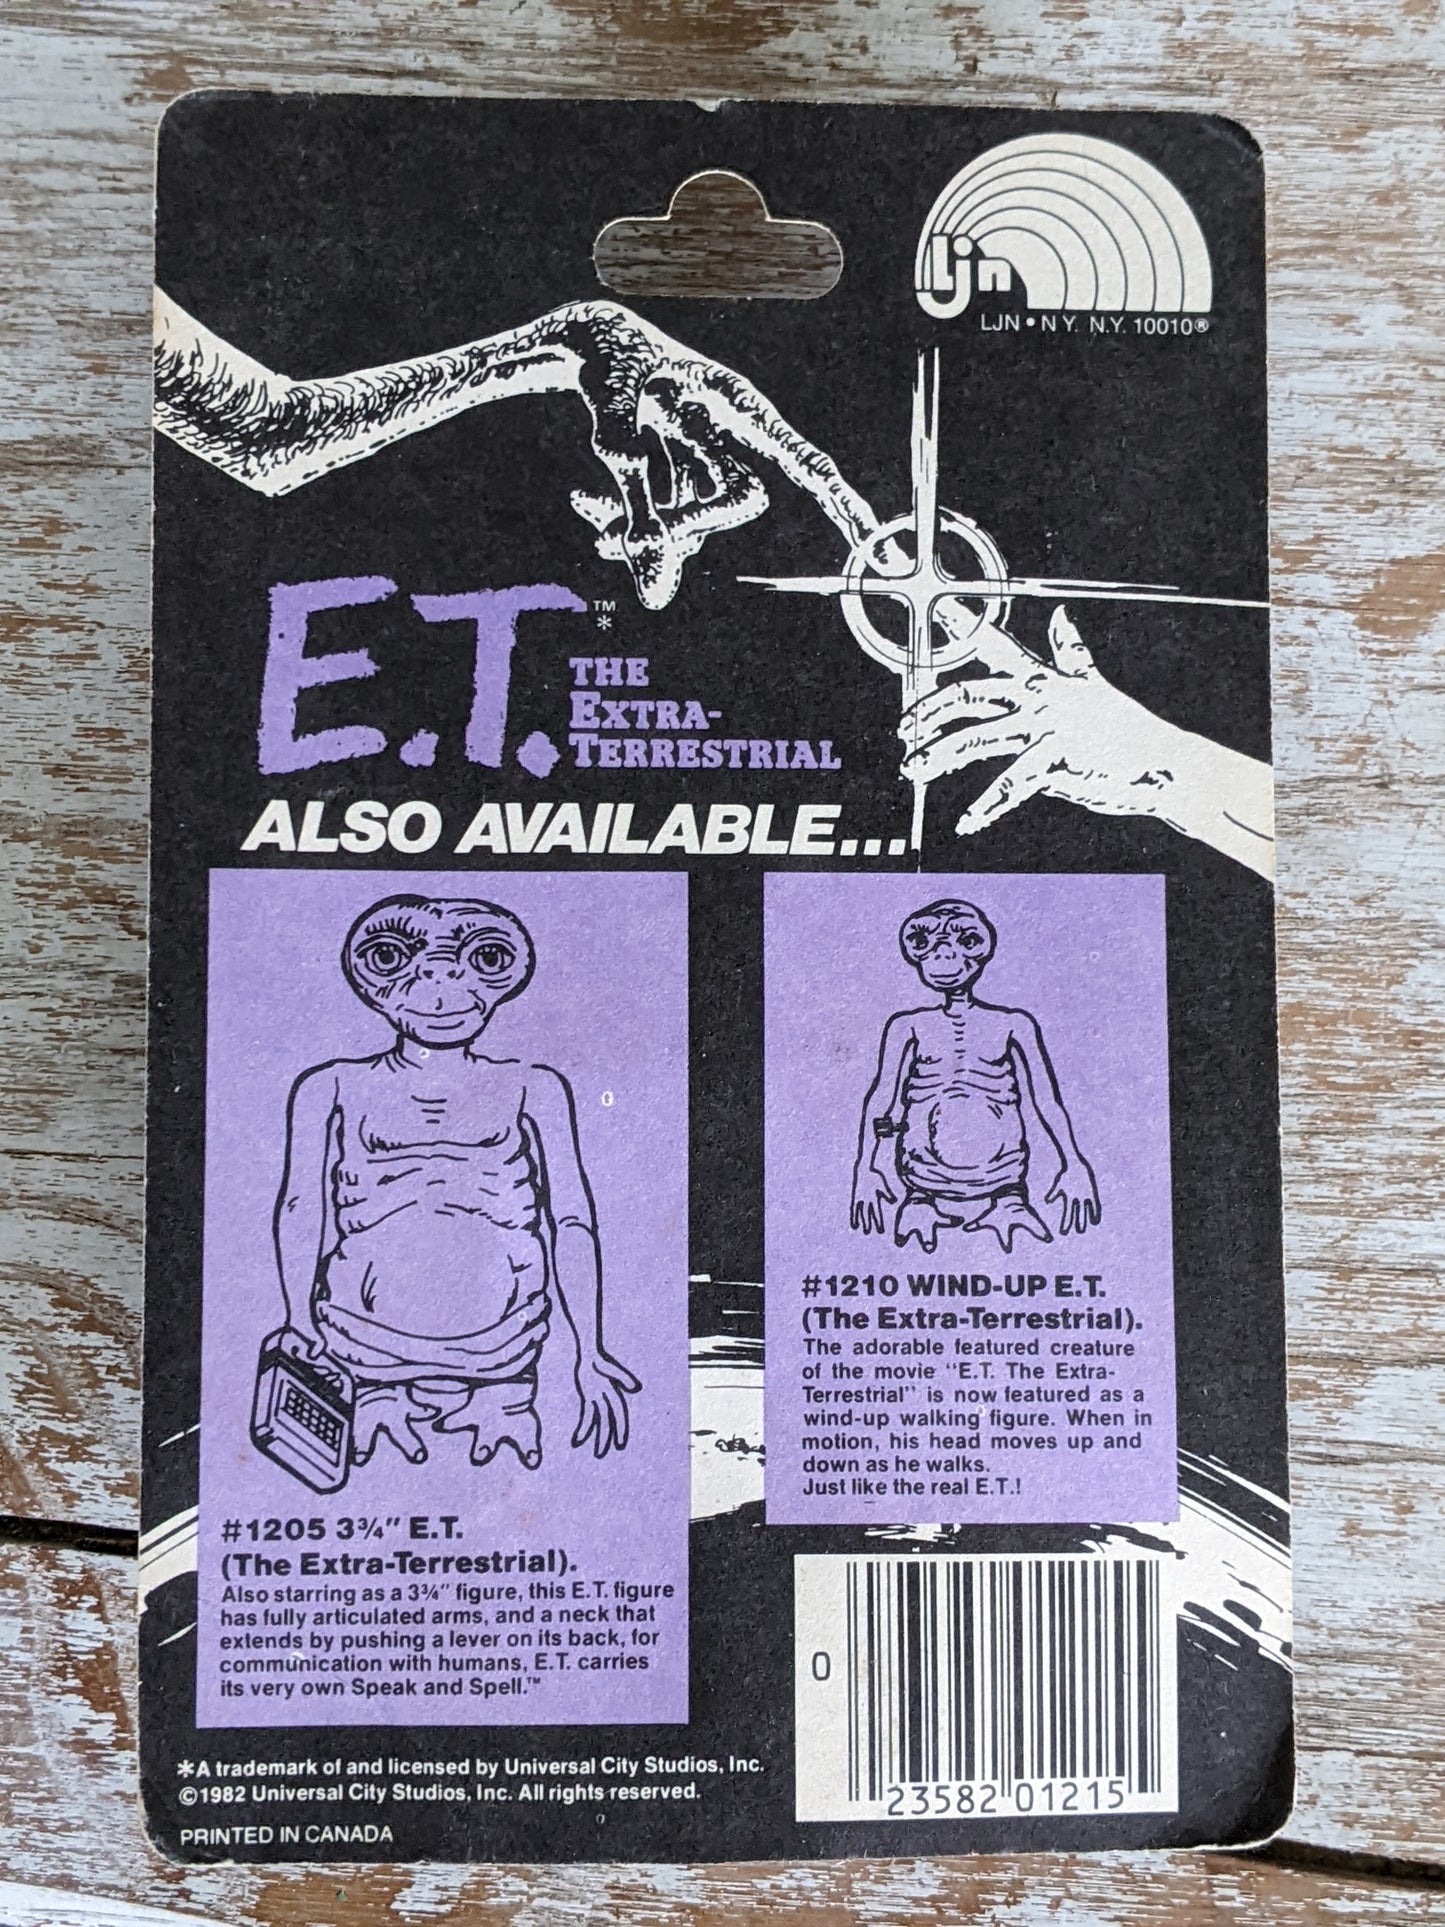 ljn
LJN • N Y. N.Y. 10010®
E.T.™
*
THE
EXTRA-
TERRESTRIAL
ALSO AVAILABLE...
#1205 3¾" E.T.
(The Extra-Terrestrial).
Also starring as a 3¾" figure, this E.T. figure
has fully articulated arms, and a neck that
extends by pushing a lever on its back, for
communication with humans, E.T. carries
its very own Speak and Spell.™
#1210 WIND-UP E.T.
(The Extra-Terrestrial).
The adorable featured creature
of the movie "E.T. The Extra-
Terrestrial" is now featured as a
wind-up walking figure. When in
motion, his head moves up and
down as he walks.
Just like the real E.T.!
0
23582 01215
*A trademark of and licensed by Universal City Studios, Inc.
©1982 Universal City Studios, Inc. All rights reserved.
PRINTED IN CANADA